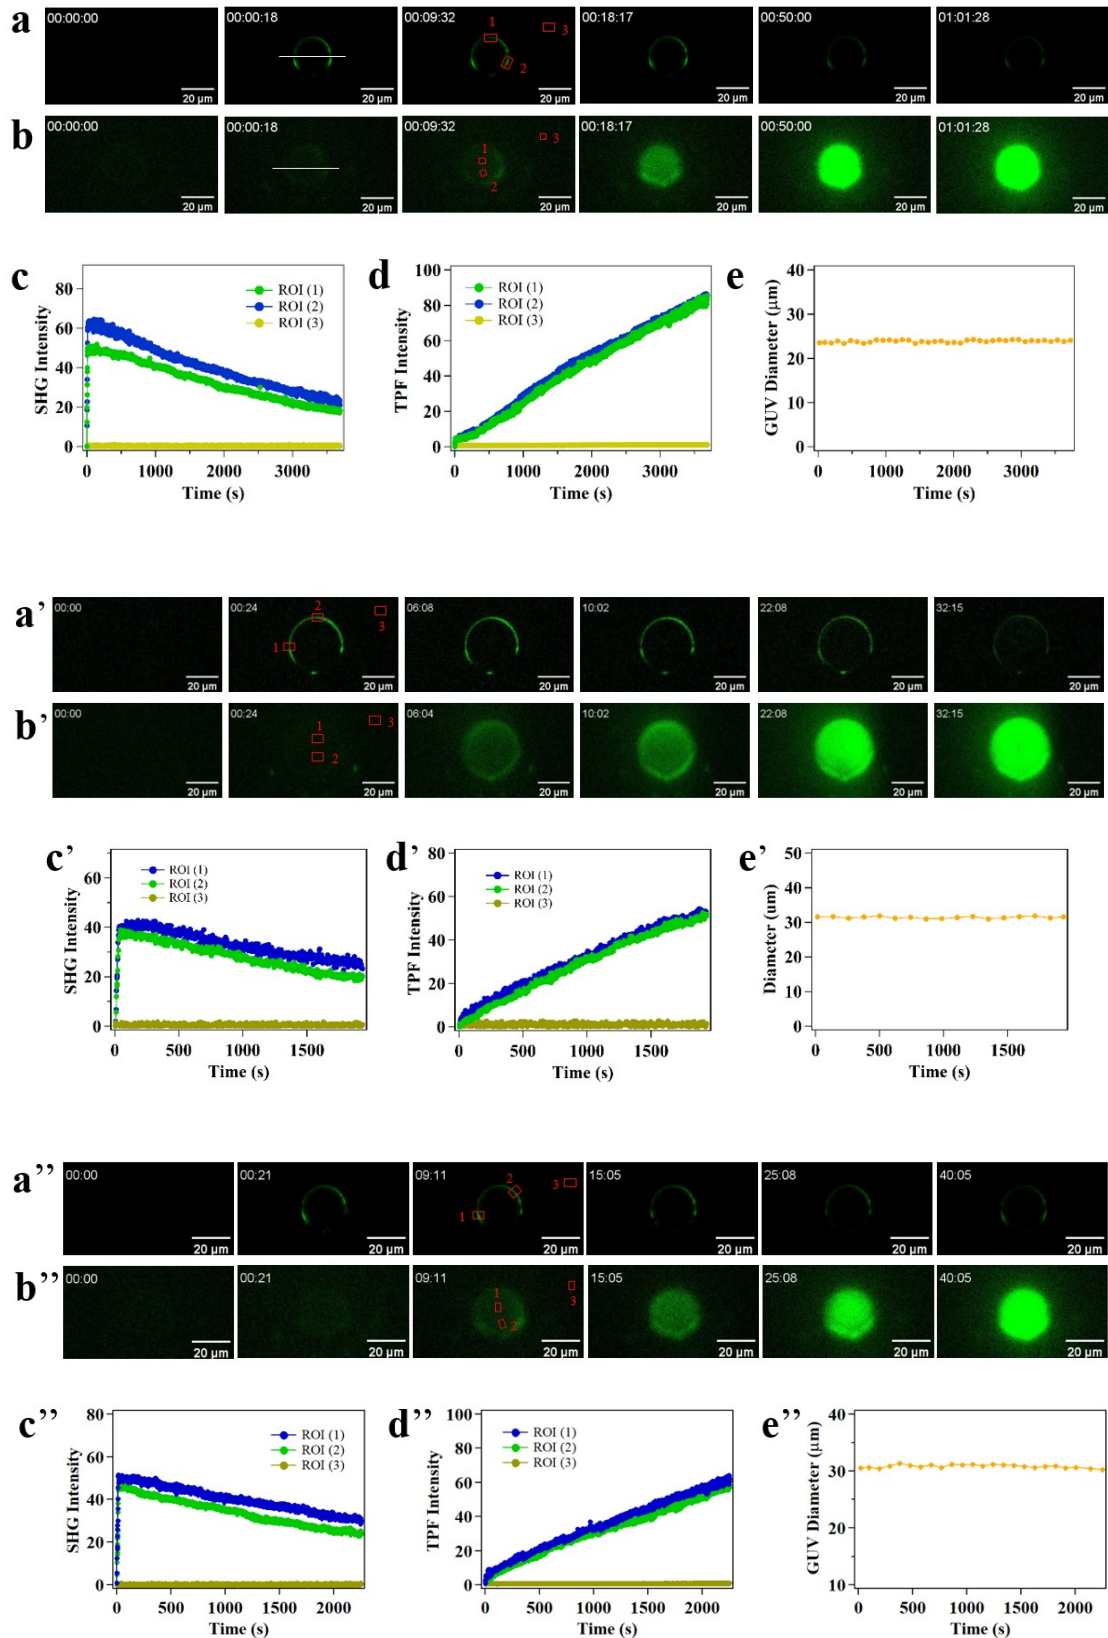 a
00:00:00 00:00:18 00:09:32 00:18:17 00:50:00 01:01:28
1 2 3
20 µm 20 µm 20 µm 20 µm 20 µm 20 µm
b
00:00:00 00:00:18 00:09:32 00:18:17 00:50:00 01:01:28
1 2 3
20 µm 20 µm 20 µm 20 µm 20 µm 20 µm
c
SHG Intensity
80
60
40
20
0
ROI (1)
ROI (2)
ROI (3)
0 1000 2000 3000
Time (s)
d
TPF Intensity
100
80
60
40
20
0
ROI (1)
ROI (2)
ROI (3)
0 1000 2000 3000
Time (s)
e
GUV Diameter (µm)
40
30
20
10
0
0 1000 2000 3000
Time (s)
a’
00:00 00:24 06:08 10:02 22:08 32:15
2 1 3
20 µm 20 µm 20 µm 20 µm 20 µm 20 µm
b’
00:00 00:24 06:04 10:02 22:08 32:15
1 2 3
20 µm 20 µm 20 µm 20 µm 20 µm 20 µm
c’
SHG Intensity
60
40
20
0
ROI (1)
ROI (2)
ROI (3)
0 500 1000 1500
Time (s)
d’
TPF Intensity
80
60
40
20
0
ROI (1)
ROI (2)
ROI (3)
0 500 1000 1500
Time (s)
e’
Diameter (um)
50
40
30
20
10
0
0 500 1000 1500
Time (s)
a’’
00:00 00:21 09:11 15:05 25:08 40:05
2 1 3
20 µm 20 µm 20 µm 20 µm 20 µm 20 µm
b’’
00:00 00:21 09:11 15:05 25:08 40:05
1 2 3
20 µm 20 µm 20 µm 20 µm 20 µm 20 µm
c’’
SHG Intensity
80
60
40
20
0
ROI (1)
ROI (2)
ROI (3)
0 500 1000 1500 2000
Time (s)
d’’
TPF Intensity
100
80
60
40
20
0
ROI (1)
ROI (2)
ROI (3)
0 500 1000 1500 2000
Time (s)
e’’
GUV Diameter (µm)
40
30
20
10
0 500 1000 1500 2000
Time (s)